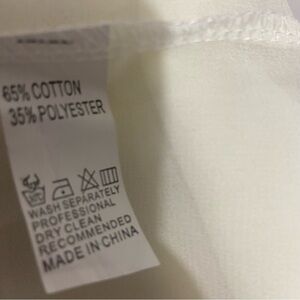 65% COTTON
35% POLYESTER
WASH SEPARATELY
PROFESSIONAL
DRY CLEAN
RECOMMENDED
MADE IN CHINA